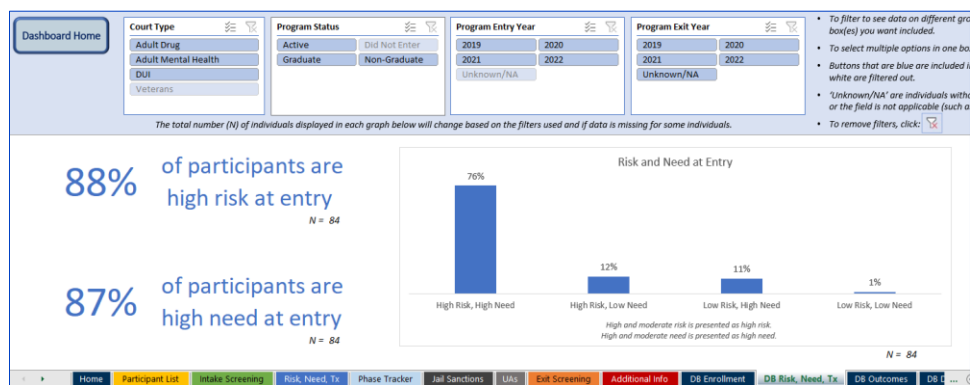 Dashboard Home
Court Type
Adult Drug
Adult Mental Health
DUI
Veterans
Program Status
Active
Did Not Enter
Graduate
Non-Graduate
Program Entry Year
2019
2020
2021
2022
Unknown/NA
Program Exit Year
2019
2020
2021
2022
Unknown/NA
• To filter to see data on different
box(es) you want included.
• To select multiple options in one
• Buttons that are blue are included
white are filtered out.
• 'Unknown/NA' are individuals
or the field is not applicable (such
• To remove filters, click:
The total number (N) of individuals displayed in each graph below will change based on the filters used and if data is missing for some individuals.
88%
of participants are
high risk at entry
N = 84
87%
of participants are
high need at entry
N = 84
Risk and Need at Entry
76%
12%
11%
1%
High Risk, High Need
High Risk, Low Need
Low Risk, High Need
Low Risk, Low Need
High and moderate risk is presented as high risk.
High and moderate need is presented as high need.
N = 84
Home
Participant List
Intake Screening
Risk, Need, Tx
Phase Tracker
Jail Sanctions
UAs
Exit Screening
Additional Info
DB Enrollment
DB Risk, Need, Tx
DB Outcomes
DB
...